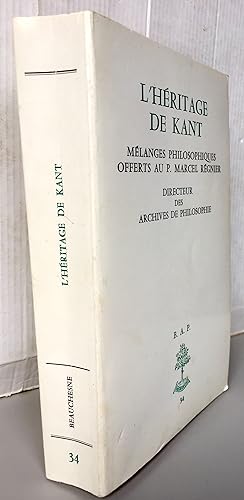 L'HÉRITAGE
DE KANT
MÉLANGES PHILOSOPHIQUES
OFFERTS AU P. MARCEL RÉGNIER
DIRECTEUR
DES
ARCHIVES DE PHILOSOPHIE
B. A. P.
34
L'HÉRITAGE DE KANT
BEAUCHESNE
34